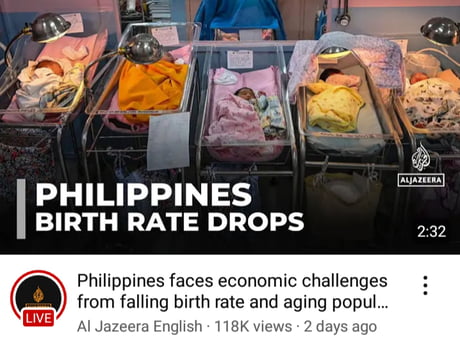 PHILIPPINES
BIRTH RATE DROPS
ALJAZEERA
2:32
Philippines faces economic challenges
from falling birth rate and aging popul...
LIVE
Al Jazeera English · 118K views · 2 days ago